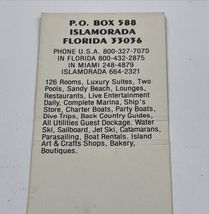 P.O. BOX 588
ISLAMORADA
FLORIDA 33036
PHONE U.S.A. 800-327-7070
IN FLORIDA 800-432-2875
IN MIAMI 248-4879
ISLAMORADA 664-2321
126 Rooms, Luxury Suites, Two
Pools, Sandy Beach, Lounges,
Restaurants, Live Entertainment
Daily, Complete Marina, Ship's
Store, Charter Boats, Party Boats,
Dive Trips, Back Country Guides,
All Utilities Guest Dockage. Water
Ski, Sailboard, Jet Ski, Catamarans,
Parasailing, Boat Rentals. Island
Art & Crafts Shops, Bakery,
Boutiques.